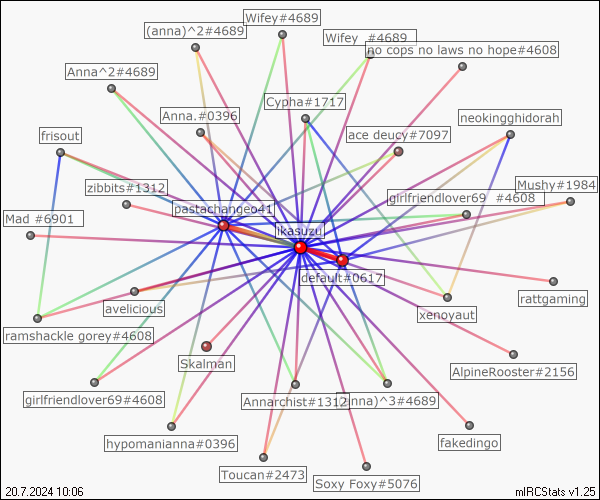 Wifey#4689
(anna)^2#4689
Wifey_#4689_
no cops no laws no hope#4608
Anna^2#4689
Cypha#1717
Anna.#0396
neokingghidorah
frisout
ace deucy#7097
zibbits#1312
Mushy#1984
girlfriendlover69_#4608_
pastachangeo41
Mad_#6901_
ikasuzu
default#0617
rattgaming
avelicious
xenoyaut
ramshackle gorey#4608
Skalman
AlpineRooster#2156
girlfriendlover69#4608
Annarchist#1312
anna)^3#4689
hypomanianna#0396
fakedingo
Toucan#2473
Soxy Foxy#5076
20.7.2024 10:06
mIRCStats v1.25